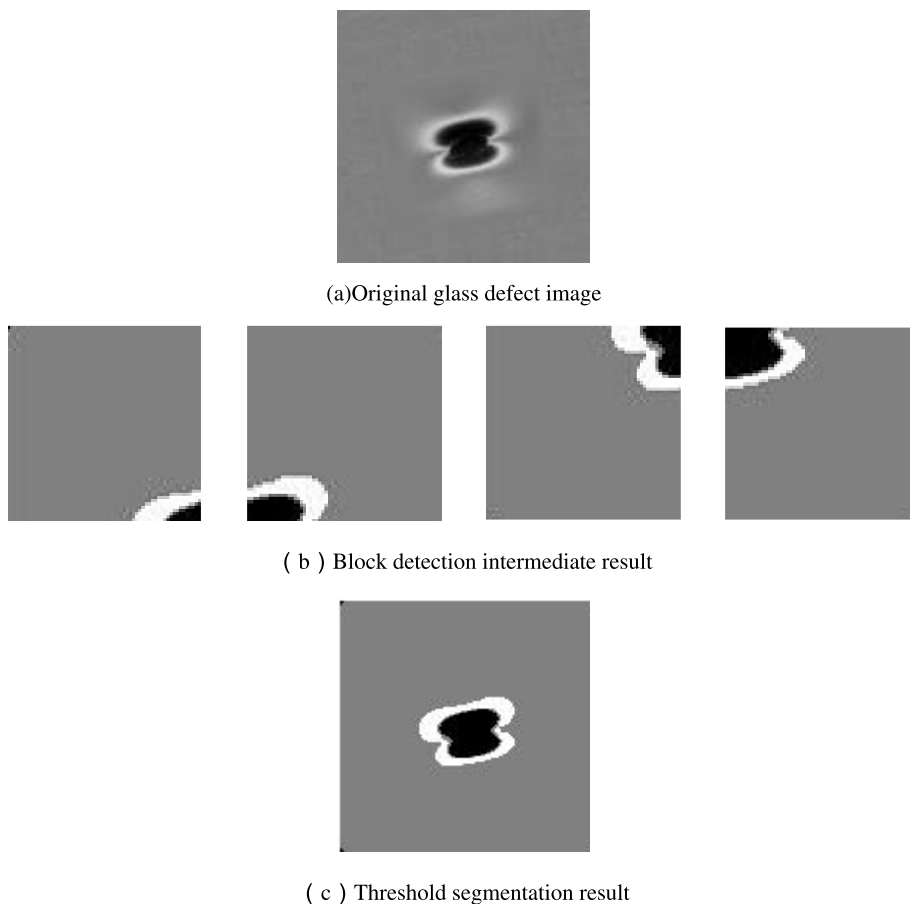 (a)Original glass defect image
( b ) Block detection intermediate result
( c ) Threshold segmentation result